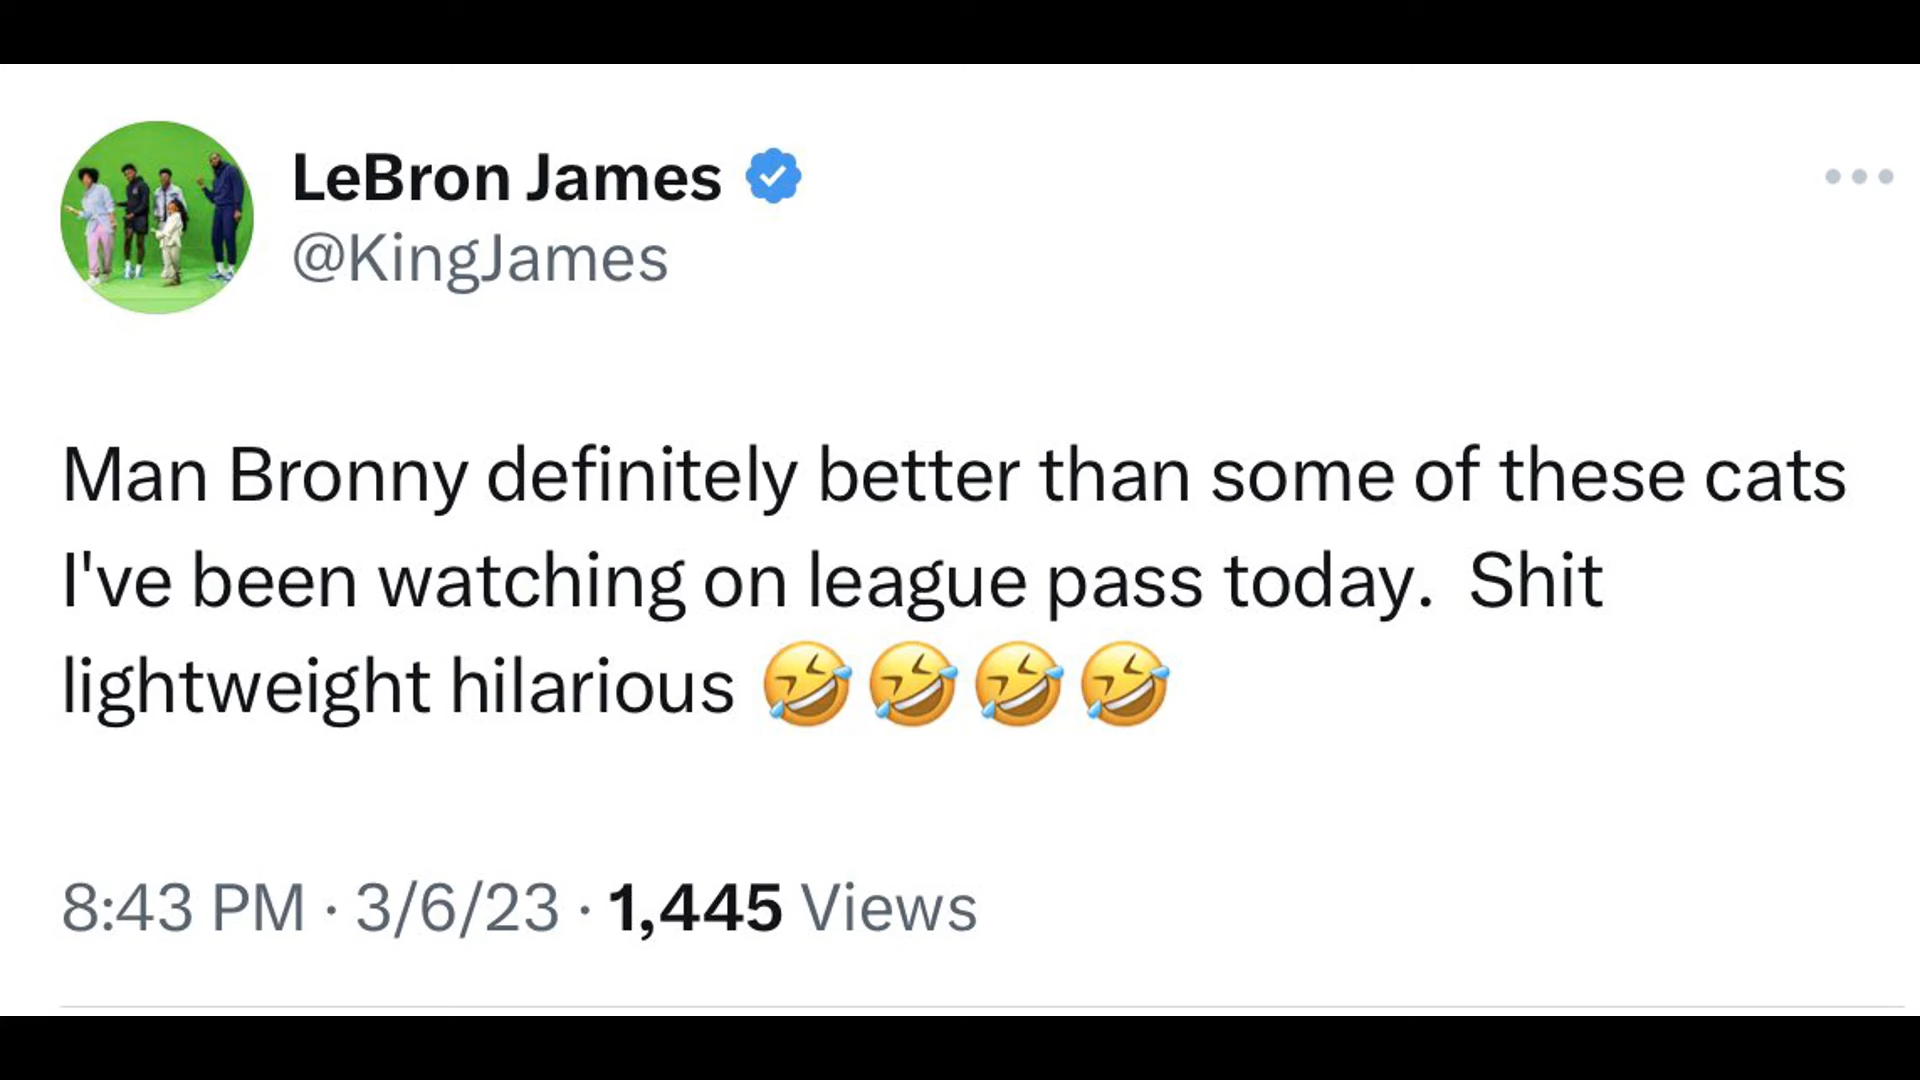 LeBron James
@KingJames
Man Bronny definitely better than some of these cats
I've been watching on league pass today.  Shit
lightweight hilarious 🤣🤣🤣🤣
8:43 PM · 3/6/23 · 1,445 Views